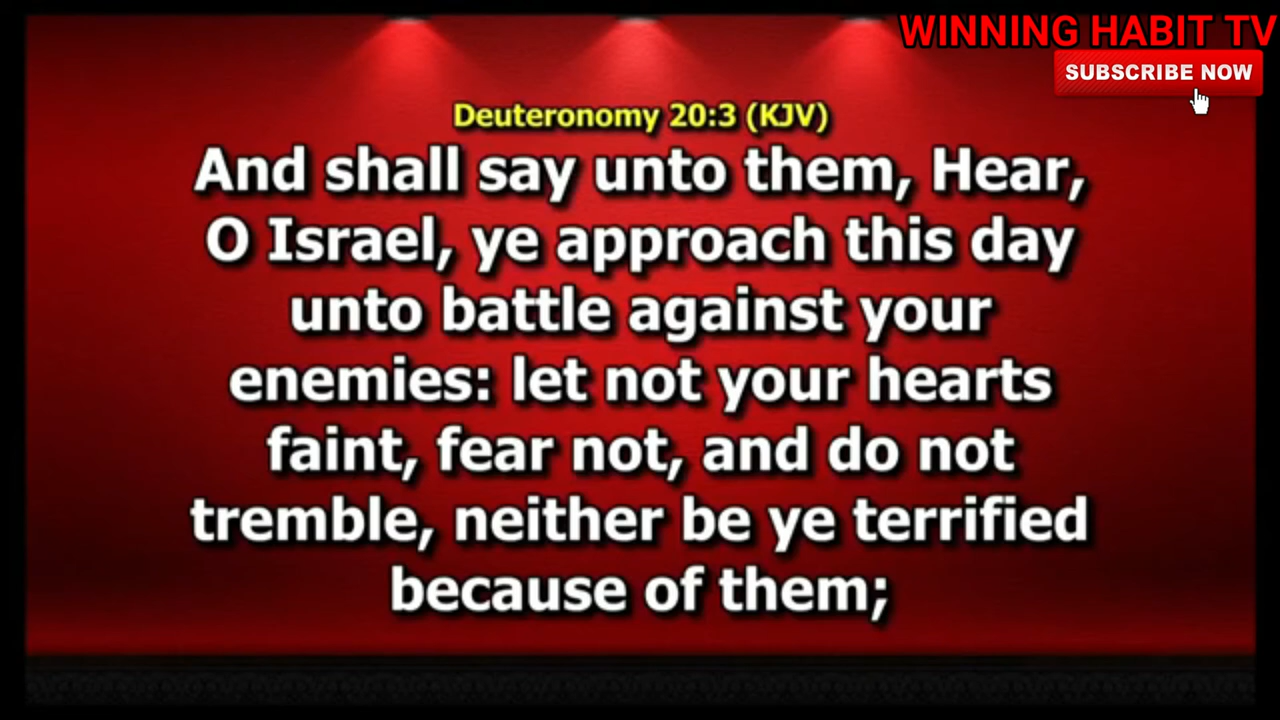 WINNING HABIT TV
SUBSCRIBE NOW
Deuteronomy 20:3 (KJV)
And shall say unto them, Hear,
O Israel, ye approach this day
unto battle against your
enemies: let not your hearts
faint, fear not, and do not
tremble, neither be ye terrified
because of them;